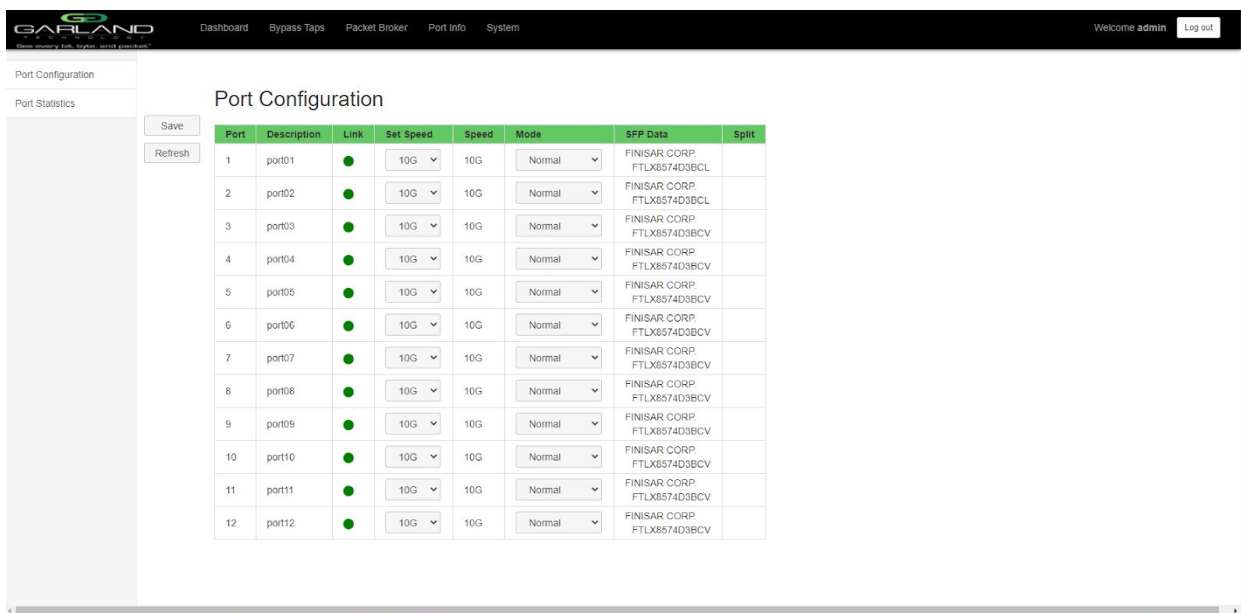 GARLAND
TECHNOLOGY
See every bit, byte, and packet®
Dashboard Bypass Taps Packet Broker Port Info System Welcome admin Log out
Port Configuration
Port Statistics
Save
Refresh
Port Configuration
Port Description Link Set Speed Speed Mode SFP Data Split
1 port01 10G 10G Normal FINISAR CORP.
FTLX8574D3BCL
2 port02 10G 10G Normal FINISAR CORP.
FTLX8574D3BCL
3 port03 10G 10G Normal FINISAR CORP.
FTLX8574D3BCV
4 port04 10G 10G Normal FINISAR CORP.
FTLX8574D3BCV
5 port05 10G 10G Normal FINISAR CORP.
FTLX8574D3BCV
6 port06 10G 10G Normal FINISAR CORP.
FTLX8574D3BCV
7 port07 10G 10G Normal FINISAR CORP.
FTLX8574D3BCV
8 port08 10G 10G Normal FINISAR CORP.
FTLX8574D3BCV
9 port09 10G 10G Normal FINISAR CORP.
FTLX8574D3BCV
10 port10 10G 10G Normal FINISAR CORP.
FTLX8574D3BCV
11 port11 10G 10G Normal FINISAR CORP.
FTLX8574D3BCV
12 port12 10G 10G Normal FINISAR CORP.
FTLX8574D3BCV